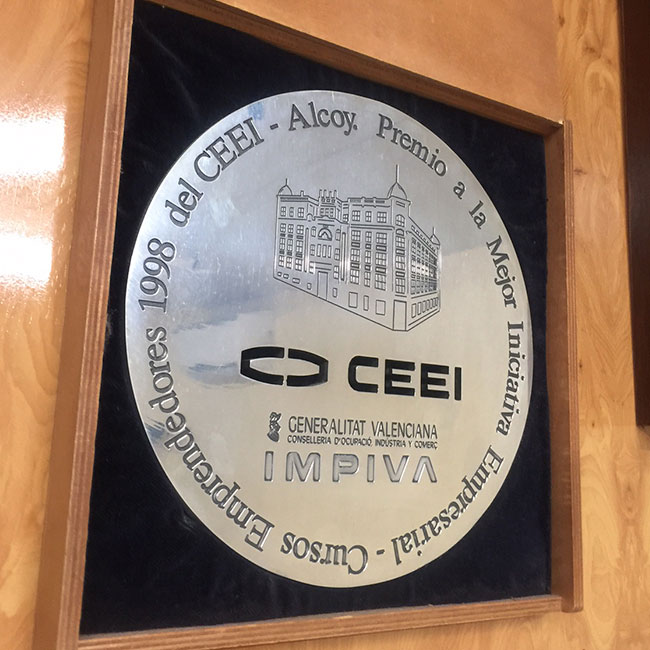 Premio a la Mejor Iniciativa Empresarial - Cursos Emprendedores 1998 del CEEI - Alcoy.
CEEI
GENERALITAT VALENCIANA
CONSELLERIA D'OCUPACIÓ, INDÚSTRIA Y COMERÇ
IMPIVA